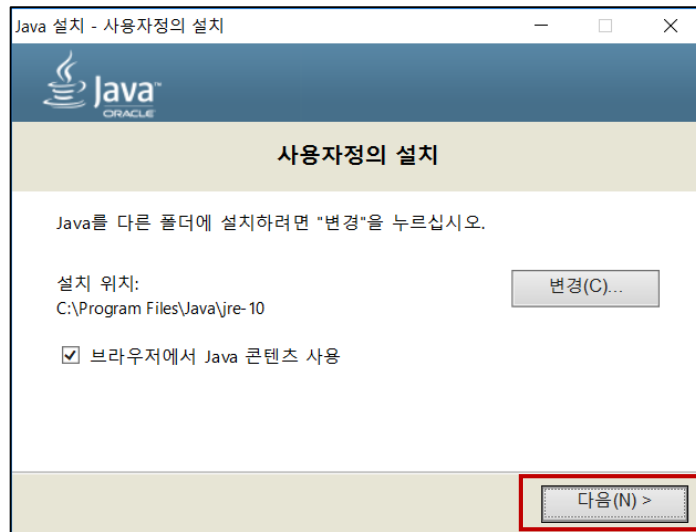 Java 설치 - 사용자정의 설치
Java™
ORACLE
사용자정의 설치
Java를 다른 폴더에 설치하려면 "변경"을 누르십시오.
설치 위치:
변경(C)...
C:\Program Files\Java\jre-10
브라우저에서 Java 콘텐츠 사용
다음(N) >